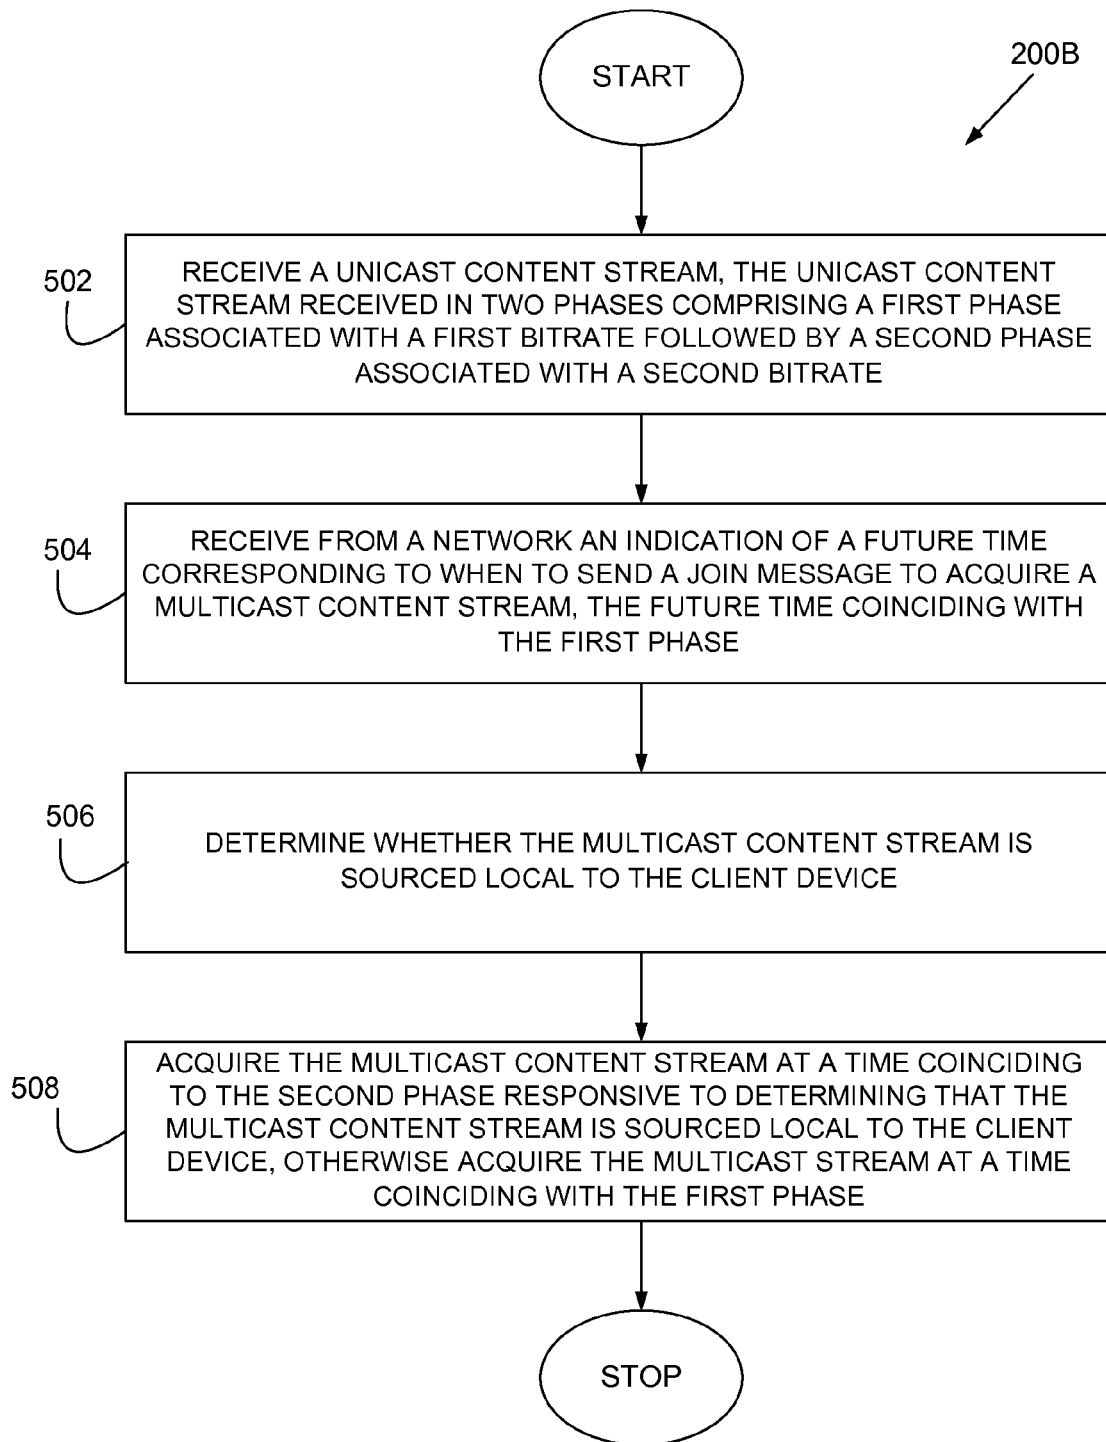 START
200B
502
RECEIVE A UNICAST CONTENT STREAM, THE UNICAST CONTENT
STREAM RECEIVED IN TWO PHASES COMPRISING A FIRST PHASE
ASSOCIATED WITH A FIRST BITRATE FOLLOWED BY A SECOND PHASE
ASSOCIATED WITH A SECOND BITRATE
504
RECEIVE FROM A NETWORK AN INDICATION OF A FUTURE TIME
CORRESPONDING TO WHEN TO SEND A JOIN MESSAGE TO ACQUIRE A
MULTICAST CONTENT STREAM, THE FUTURE TIME COINCIDING WITH
THE FIRST PHASE
506
DETERMINE WHETHER THE MULTICAST CONTENT STREAM IS
SOURCED LOCAL TO THE CLIENT DEVICE
508
ACQUIRE THE MULTICAST CONTENT STREAM AT A TIME COINCIDING
TO THE SECOND PHASE RESPONSIVE TO DETERMINING THAT THE
MULTICAST CONTENT STREAM IS SOURCED LOCAL TO THE CLIENT
DEVICE, OTHERWISE ACQUIRE THE MULTICAST STREAM AT A TIME
COINCIDING WITH THE FIRST PHASE
STOP